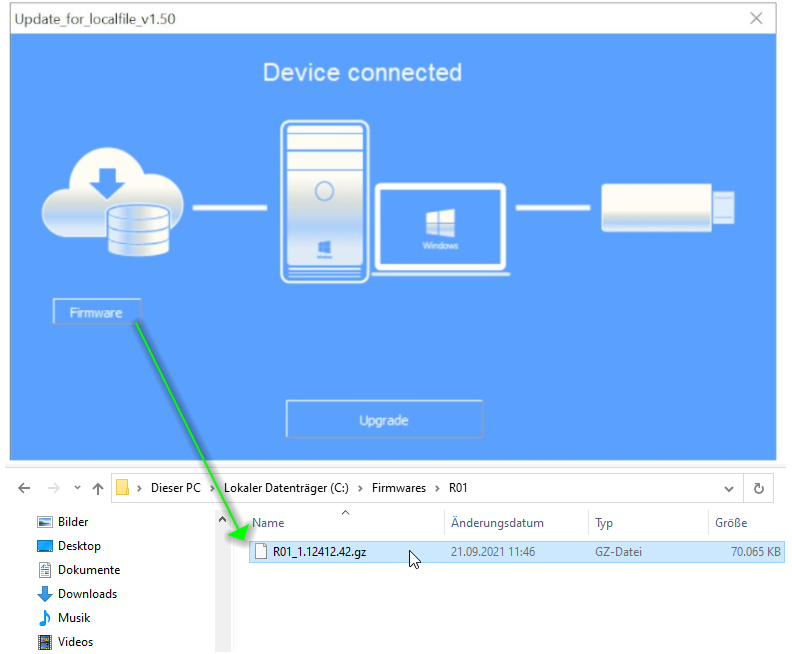 Update_for_localfile_v1.50
Device connected
Windows
Firmware
Upgrade
Dieser PC > Lokaler Datenträger (C:) > Firmwares > R01
Bilder
Desktop
Dokumente
Downloads
Musik
Videos
Name Änderungsdatum Typ Größe
R01_1.12412.42.gz 21.09.2021 11:46 GZ-Datei 70.065 KB